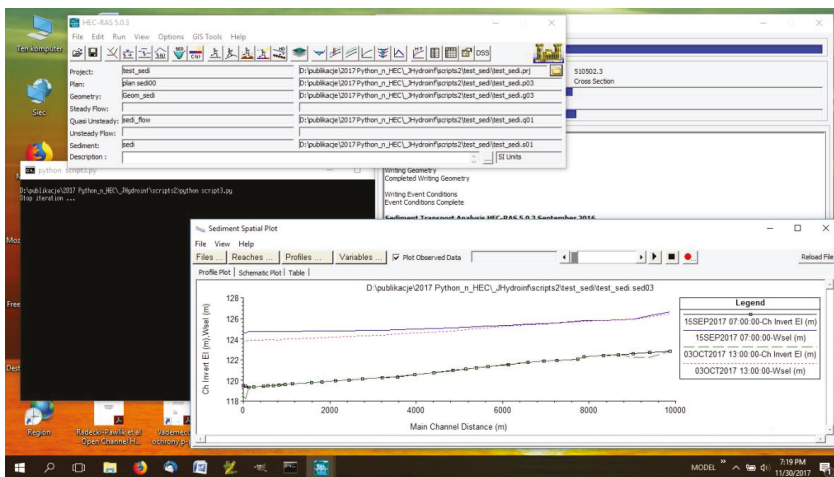 Ten komputer
Sieć
Region
Radecki-Pawlik et al
- Open Channel H...
ochrony p-
HEC-RAS 5.0.3
File Edit Run View Options GIS Tools Help
DSS
Project: test_sedi D:\publikacje\2017 Python_n_HEC\_JHydroinf\scripts2\test_sedi\test_sedi.prj
Plan: plan sedi00 D:\publikacje\2017 Python_n_HEC\_JHydroinf\scripts2\test_sedi\test_sedi.p03
Geometry: Geom_sedi D:\publikacje\2017 Python_n_HEC\_JHydroinf\scripts2\test_sedi\test_sedi.g03
Steady Flow:
Quasi Unsteady: sedi_flow D:\publikacje\2017 Python_n_HEC\_JHydroinf\scripts2\test_sedi\test_sedi.q01
Unsteady Flow:
Sediment: sedi D:\publikacje\2017 Python_n_HEC\_JHydroinf\scripts2\test_sedi\test_sedi.s01
Description : ... SI Units
510502.3
Cross Section
python script3.py
D:\publikacje\2017 Python_n_HEC\_JHydroinf\scripts2>python script3.py
Stop iteration ...
Writing Geometry
Completed Writing Geometry
Writing Event Conditions
Event Conditions Complete
Sediment Transport Analysis HEC-RAS 5.0.3 September 2016
Sediment Spatial Plot
File View Help
Files ... Reaches ... Profiles ... Variables ... Plot Observed Data Reload File
Profile Plot Schematic Plot Table
D:\publikacje\2017 Python_n_HEC\_JHydroinf\scripts2\test_sedi\test_sedi.sed03
Ch Invert El (m),Wsel (m)
128
126
124
122
120
118
0 2000 4000 6000 8000 10000
Main Channel Distance (m)
Legend
15SEP2017 07:00:00-Ch Invert El (m)
15SEP2017 07:00:00-Wsel (m)
03OCT2017 13:00:00-Ch Invert El (m)
03OCT2017 13:00:00-Wsel (m)
MODEL
7:19 PM
11/30/2017